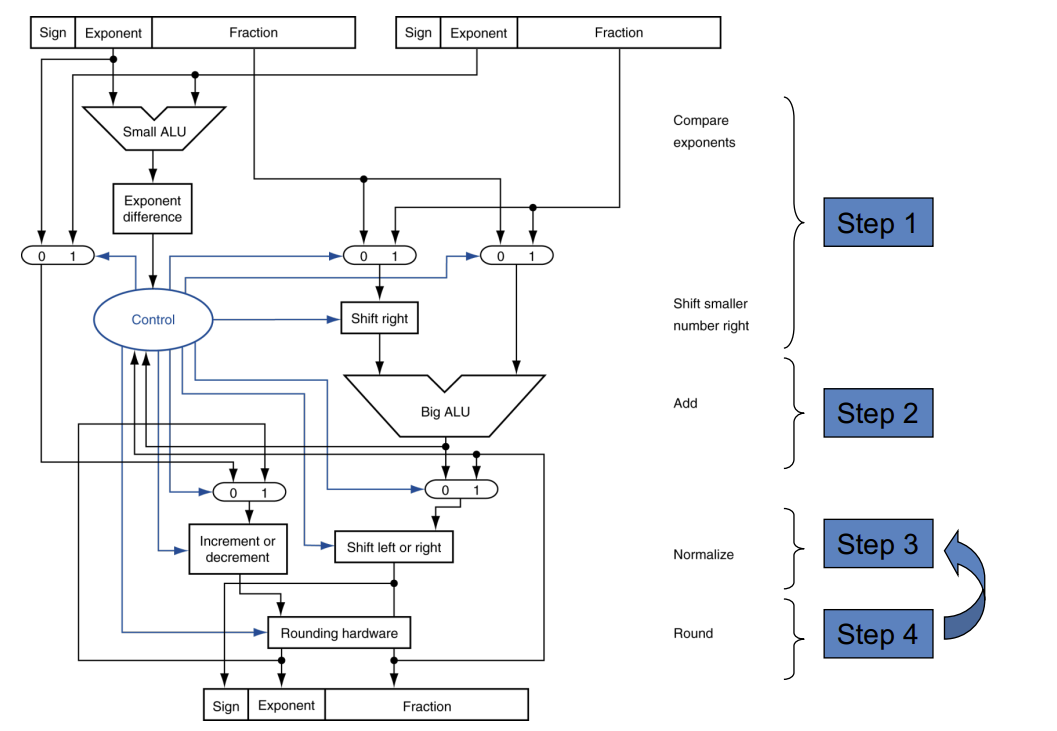 Sign Exponent Fraction
Sign Exponent Fraction
Small ALU
Compare
exponents
Exponent
difference
Step 1
0 1
0 1
0 1
Control
Shift right
Shift smaller
number right
Big ALU
Add
Step 2
0 1
0 1
Increment or
decrement
Shift left or right
Normalize
Step 3
Rounding hardware
Round
Step 4
Sign Exponent Fraction